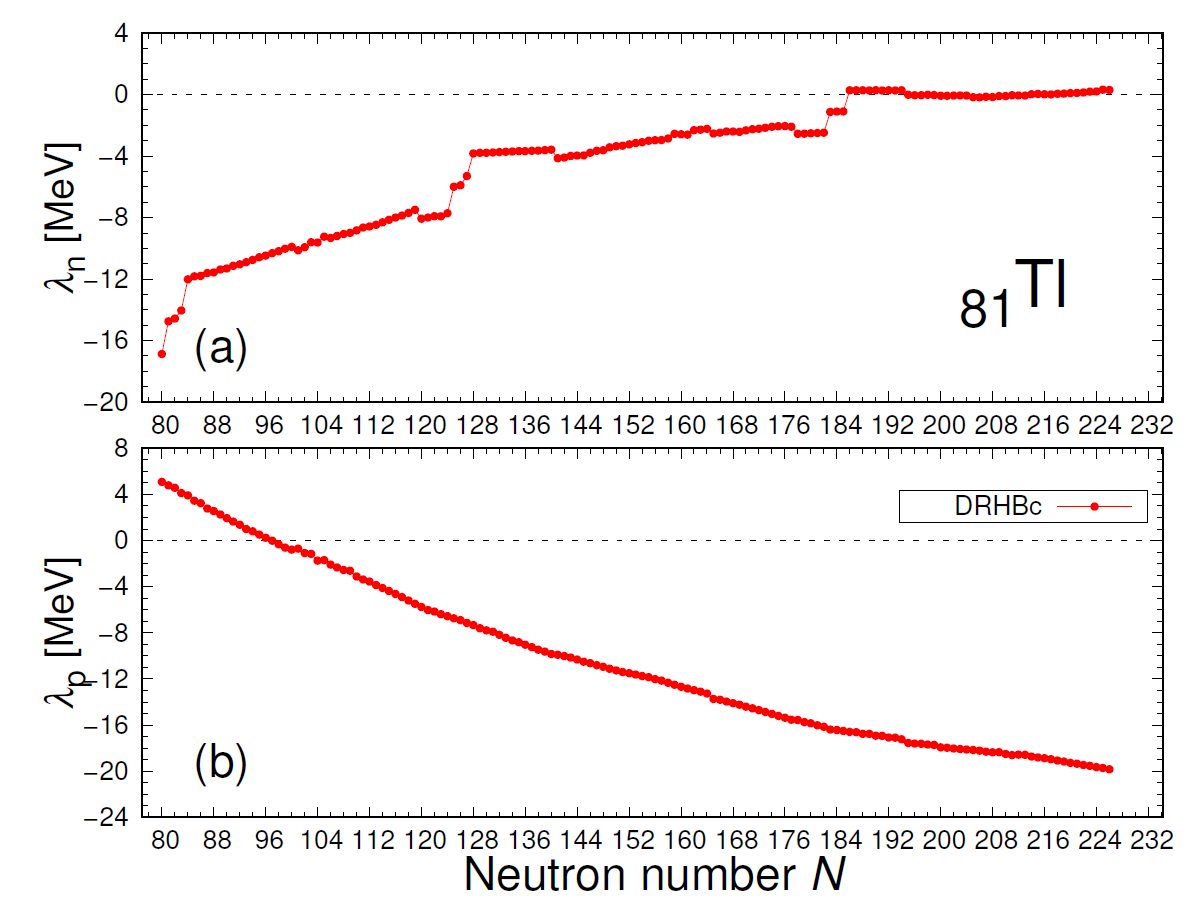 4
0
−4
−8
−12
−16
−20
λn [MeV]
(a)
81Tl
80 88 96 104 112 120 128 136 144 152 160 168 176 184 192 200 208 216 224 232
8
4
0
−4
−8
−12
−16
−20
−24
λp [MeV]
DRHBc
(b)
80 88 96 104 112 120 128 136 144 152 160 168 176 184 192 200 208 216 224 232
Neutron number N